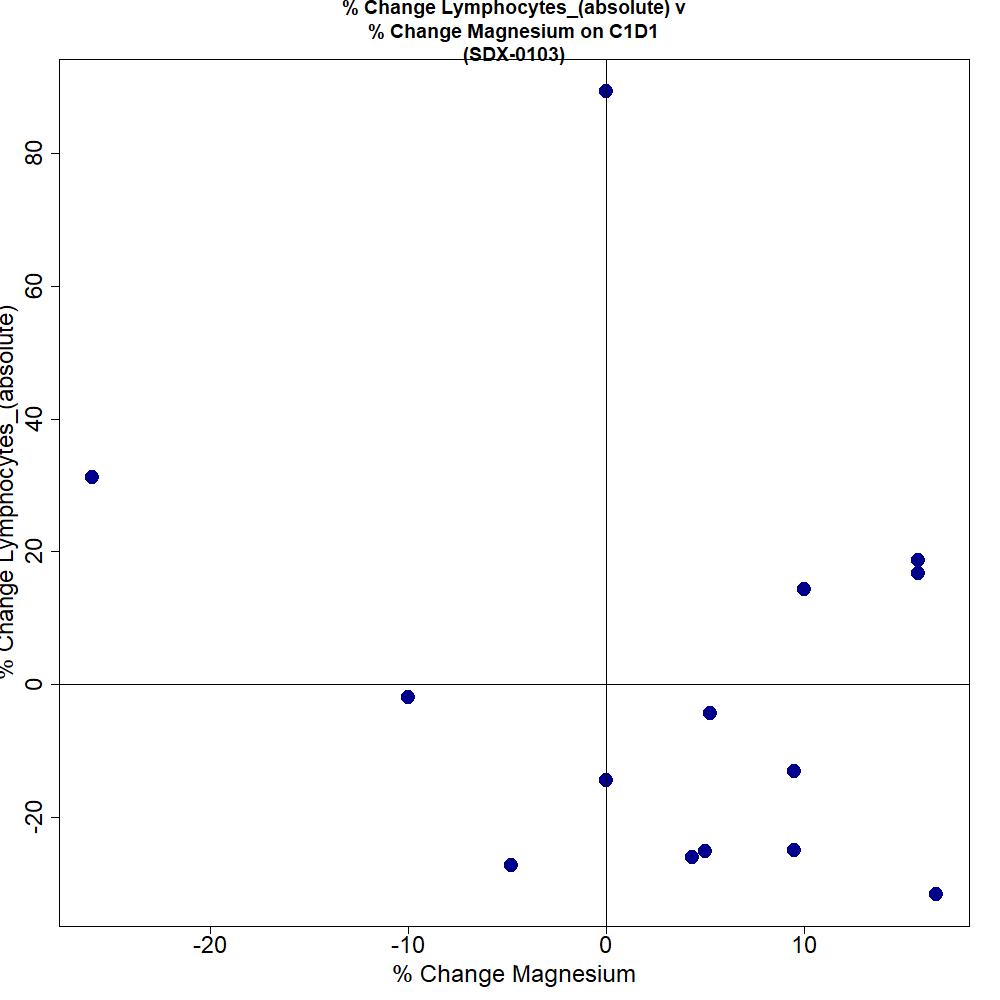 % Change Lymphocytes_(absolute) v
% Change Magnesium on C1D1
(SDX-0103)
% Change Lymphocytes_(absolute)
80
60
40
20
0
-20
-20
-10
0
10
% Change Magnesium